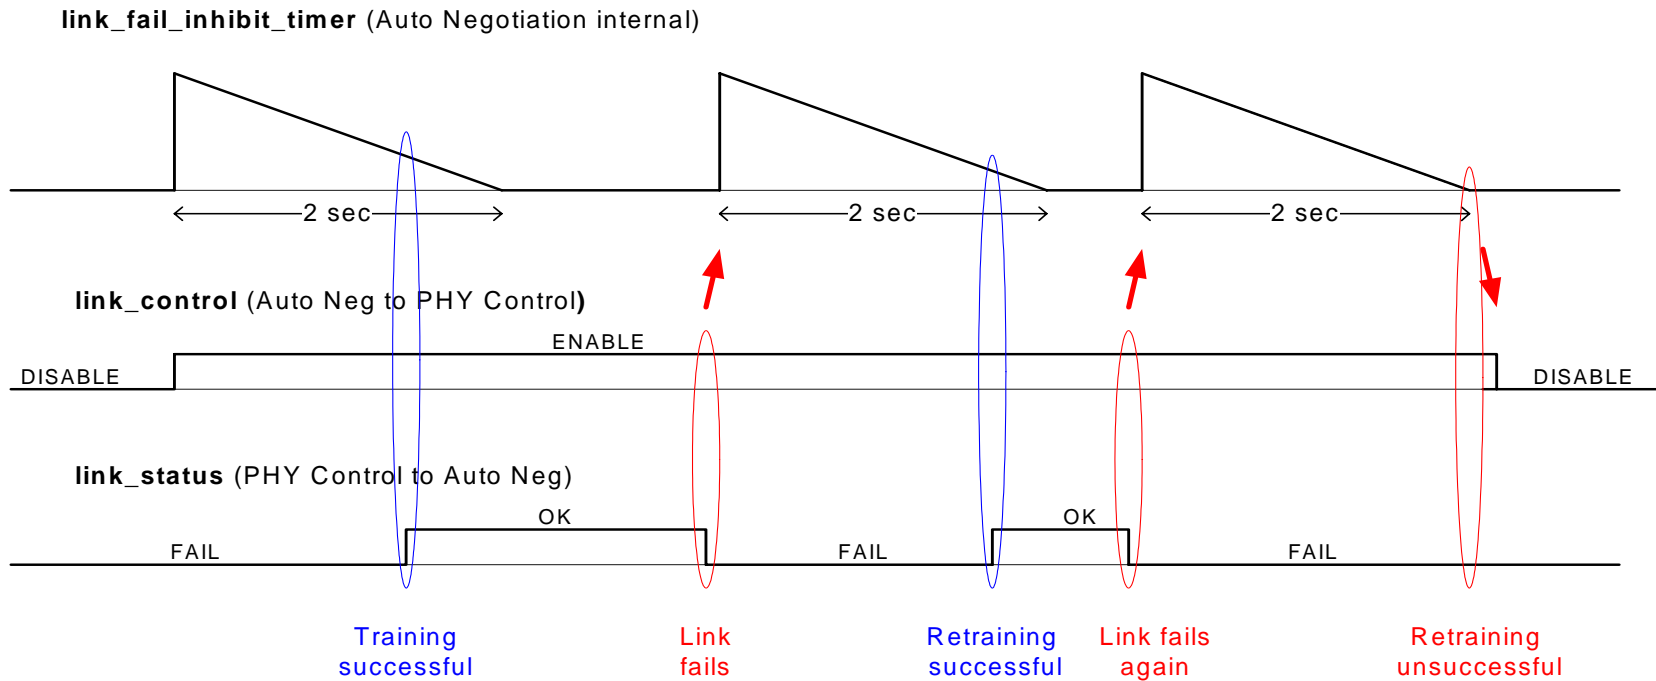 link_fail_inhibit_timer (Auto Negotiation internal)
2 sec 2 sec 2 sec
link_control (Auto Neg to PHY Control)
ENABLE
DISABLE DISABLE
link_status (PHY Control to Auto Neg)
OK OK
FAIL FAIL FAIL
Training Link Retraining Link fails Retraining
successful fails successful again unsuccessful